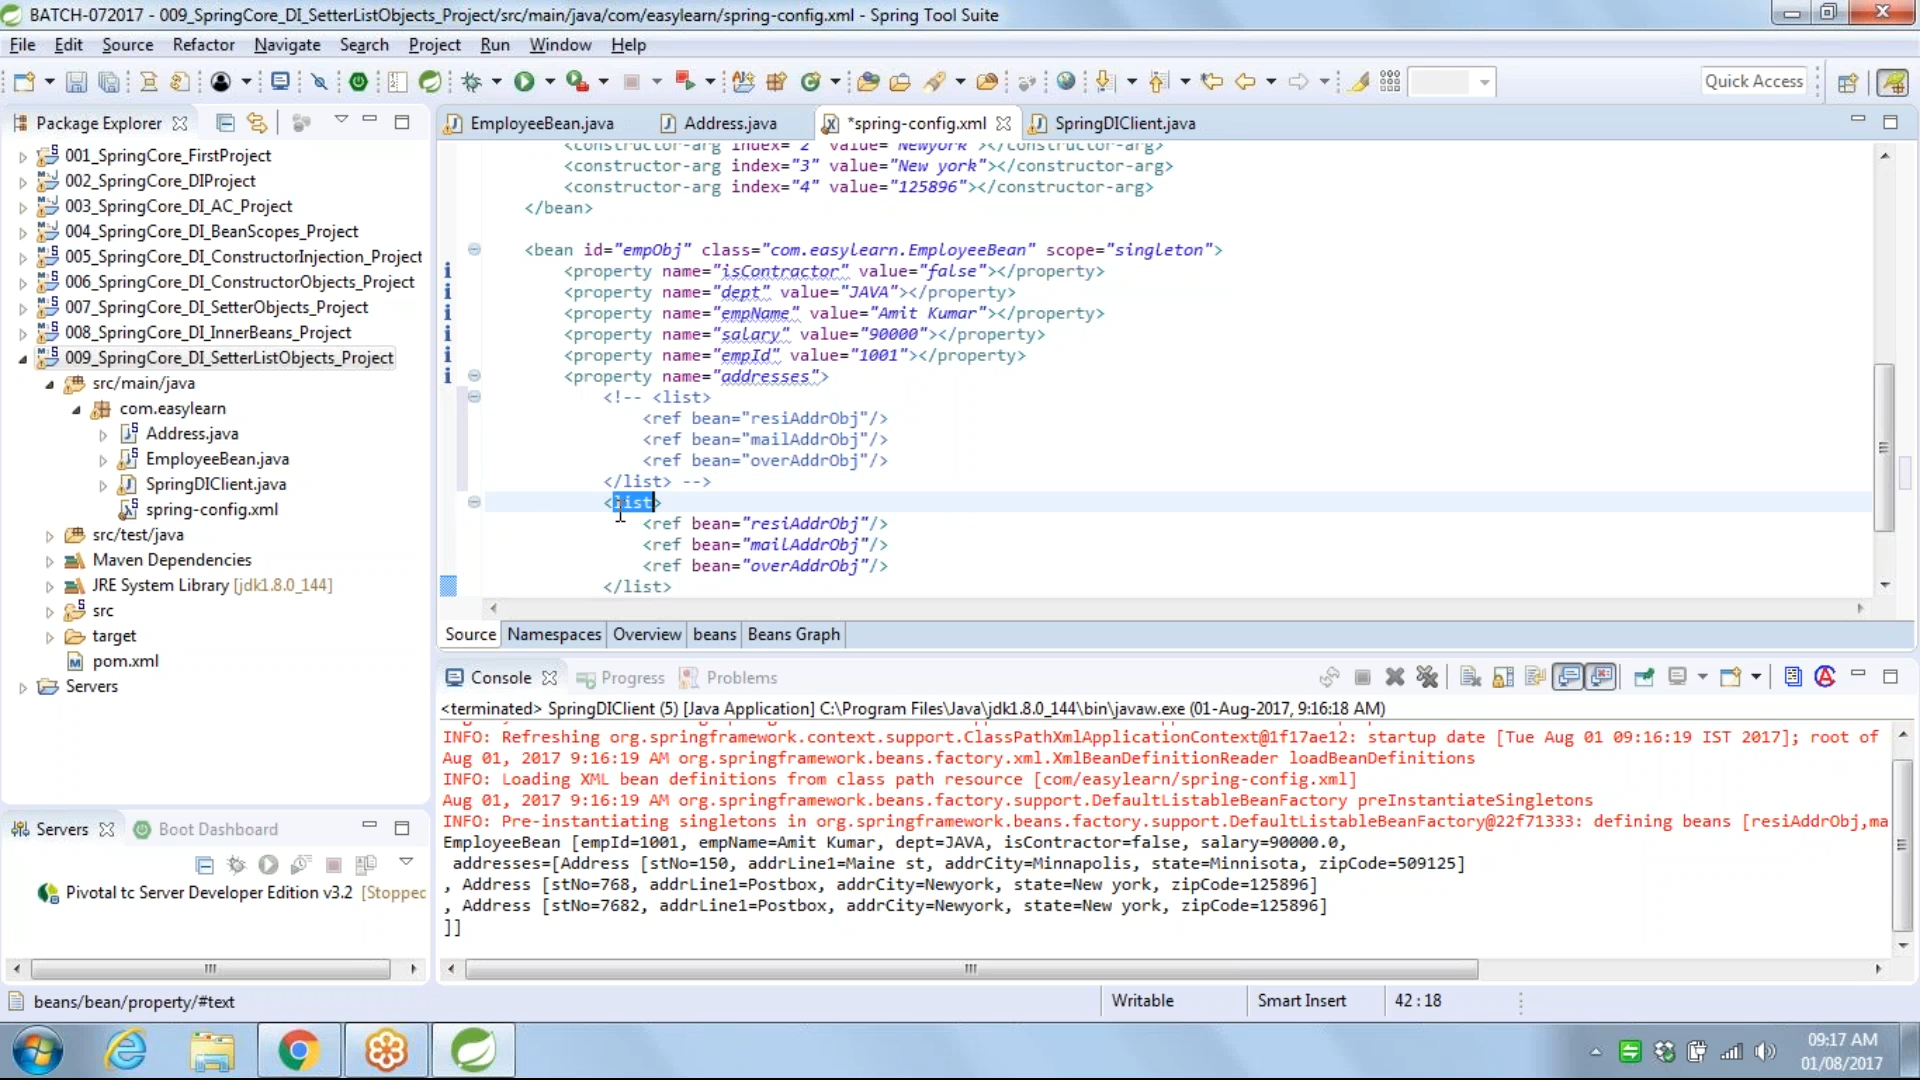 BATCH-072017 - 009_SpringCore_DI_SetterListObjects_Project/src/main/java/com/easylearn/spring-config.xml - Spring Tool Suite
File Edit Source Refactor Navigate Search Project Run Window Help
Quick Access
Package Explorer
001_SpringCore_FirstProject
002_SpringCore_DIProject
003_SpringCore_DI_AC_Project
004_SpringCore_DI_BeanScopes_Project
005_SpringCore_DI_ConstructorInjection_Project
006_SpringCore_DI_ConstructorObjects_Project
007_SpringCore_DI_SetterObjects_Project
008_SpringCore_DI_InnerBeans_Project
009_SpringCore_DI_SetterListObjects_Project
src/main/java
com.easylearn
Address.java
EmployeeBean.java
SpringDIClient.java
spring-config.xml
src/test/java
Maven Dependencies
JRE System Library [jdk1.8.0_144]
src
target
pom.xml
Servers
EmployeeBean.java Address.java *spring-config.xml SpringDIClient.java
<constructor-arg index="2" value="Newyork"></constructor-arg>
<constructor-arg index="3" value="New york"></constructor-arg>
<constructor-arg index="4" value="125896"></constructor-arg>
</bean>
<bean id="empObj" class="com.easylearn.EmployeeBean" scope="singleton">
<property name="isContractor" value="false"></property>
<property name="dept" value="JAVA"></property>
<property name="empName" value="Amit Kumar"></property>
<property name="salary" value="90000"></property>
<property name="empId" value="1001"></property>
<property name="addresses">
<!-- <list>
<ref bean="resiAddrObj"/>
<ref bean="mailAddrObj"/>
<ref bean="overAddrObj"/>
</list> -->
<list>
<ref bean="resiAddrObj"/>
<ref bean="mailAddrObj"/>
<ref bean="overAddrObj"/>
</list>
Source Namespaces Overview beans Beans Graph
Console Progress Problems
<terminated> SpringDIClient (5) [Java Application] C:\Program Files\Java\jdk1.8.0_144\bin\javaw.exe (01-Aug-2017, 9:16:18 AM)
INFO: Refreshing org.springframework.context.support.ClassPathXmlApplicationContext@1f17ae12: startup date [Tue Aug 01 09:16:19 IST 2017]; root of
Aug 01, 2017 9:16:19 AM org.springframework.beans.factory.xml.XmlBeanDefinitionReader loadBeanDefinitions
INFO: Loading XML bean definitions from class path resource [com/easylearn/spring-config.xml]
Aug 01, 2017 9:16:19 AM org.springframework.beans.factory.support.DefaultListableBeanFactory preInstantiateSingletons
INFO: Pre-instantiating singletons in org.springframework.beans.factory.support.DefaultListableBeanFactory@22f71333: defining beans [resiAddrObj,ma
EmployeeBean [empId=1001, empName=Amit Kumar, dept=JAVA, isContractor=false, salary=90000.0,
addresses=[Address [stNo=150, addrLine1=Maine st, addrCity=Minnapolis, state=Minnisota, zipCode=509125]
, Address [stNo=768, addrLine1=Postbox, addrCity=Newyork, state=New york, zipCode=125896]
, Address [stNo=7682, addrLine1=Postbox, addrCity=Newyork, state=New york, zipCode=125896]
]]
Servers Boot Dashboard
Pivotal tc Server Developer Edition v3.2 [Stopped
beans/bean/property/#text
Writable Smart Insert 42 : 18
09:17 AM
01/08/2017